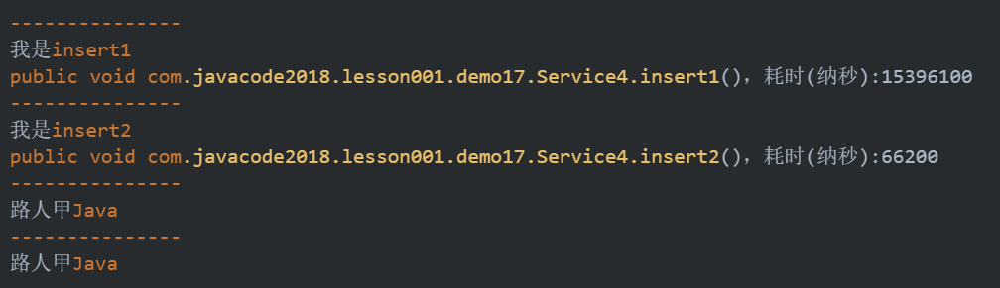 ---------------
我是insert1
public void com.javacode2018.lesson001.demo17.Service4.insert1()，耗时(纳秒):15396100
---------------
我是insert2
public void com.javacode2018.lesson001.demo17.Service4.insert2()，耗时(纳秒):66200
---------------
路人甲Java
---------------
路人甲Java